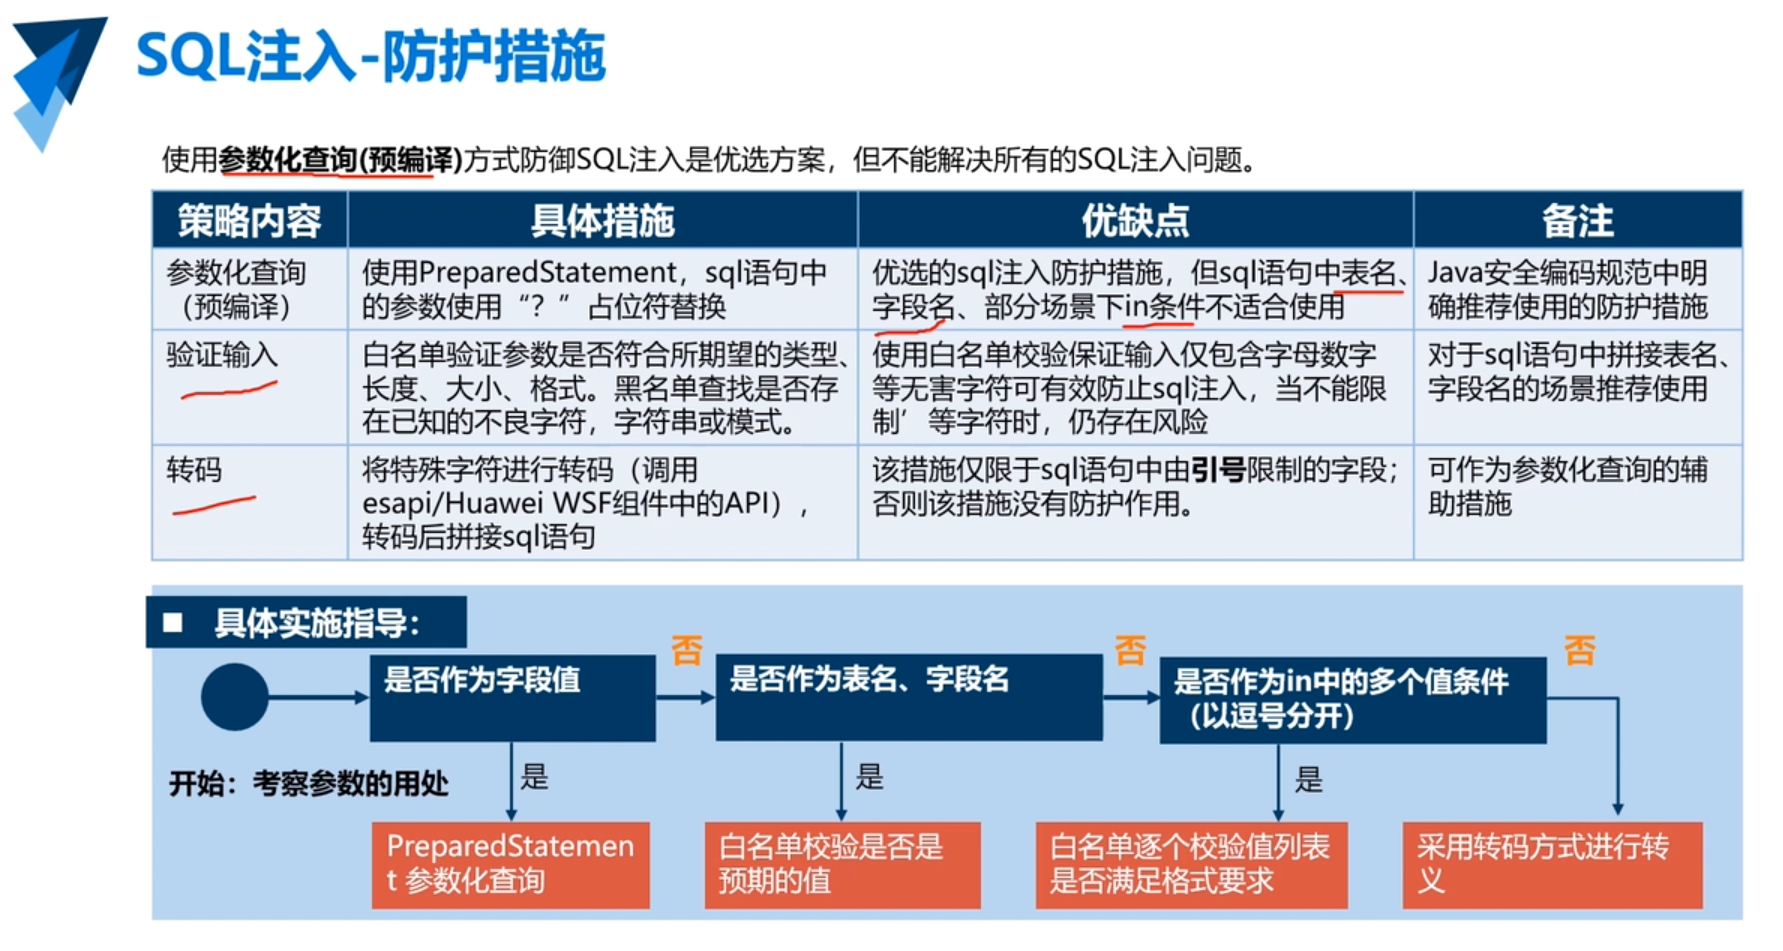 SQL注入-防护措施
使用参数化查询(预编译)方式防御SQL注入是优选方案，但不能解决所有的SQL注入问题。
策略内容 具体措施 优缺点 备注
参数化查询
（预编译）
使用PreparedStatement，sql语句中
的参数使用“？”占位符替换
优选的sql注入防护措施，但sql语句中表名、
字段名、部分场景下in条件不适合使用
Java安全编码规范中明
确推荐使用的防护措施
验证输入
白名单验证参数是否符合所期望的类型、
长度、大小、格式。黑名单查找是否存
在已知的不良字符，字符串或模式。
使用白名单校验保证输入仅包含字母数字
等无害字符可有效防止sql注入，当不能限
制’等字符时，仍存在风险
对于sql语句中拼接表名、
字段名的场景推荐使用
转码
将特殊字符进行转码（调用
esapi/Huawei WSF组件中的API），
转码后拼接sql语句
该措施仅限于sql语句中由引号限制的字段；
否则该措施没有防护作用。
可作为参数化查询的辅
助措施
具体实施指导：
开始：考察参数的用处
是否作为字段值
否
是否作为表名、字段名
否
是否作为in中的多个值条件
（以逗号分开）
否
是
是
是
PreparedStatemen
t 参数化查询
白名单校验是否是
预期的值
白名单逐个校验值列表
是否满足格式要求
采用转码方式进行转
义